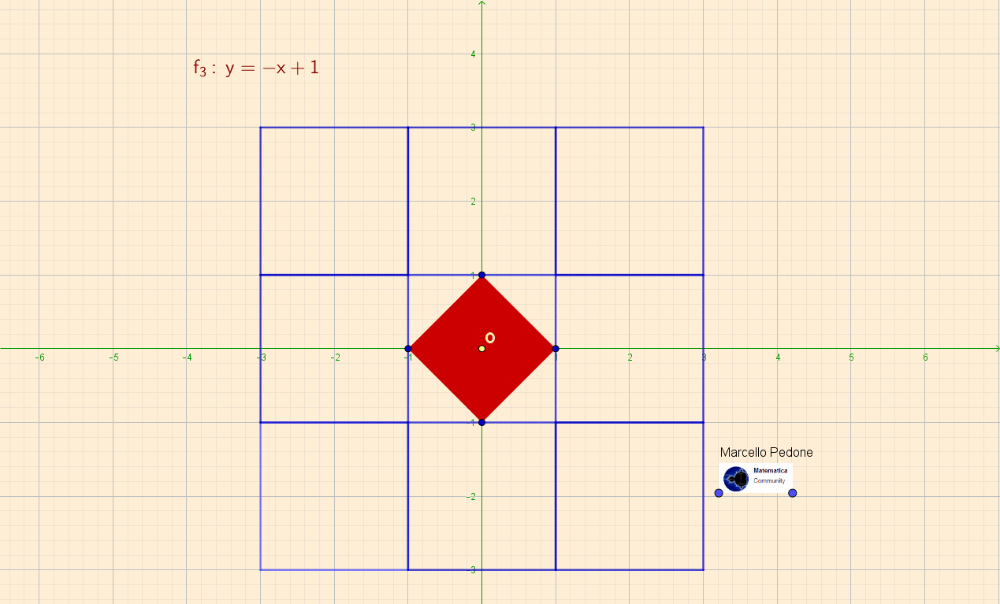 4
f₃ : y = −x + 1
3
2
1
O
-6 -5 -4 -3 -2 -1 1 2 3 4 5 6
-1
Marcello Pedone
Matematica
Community
-2
-3